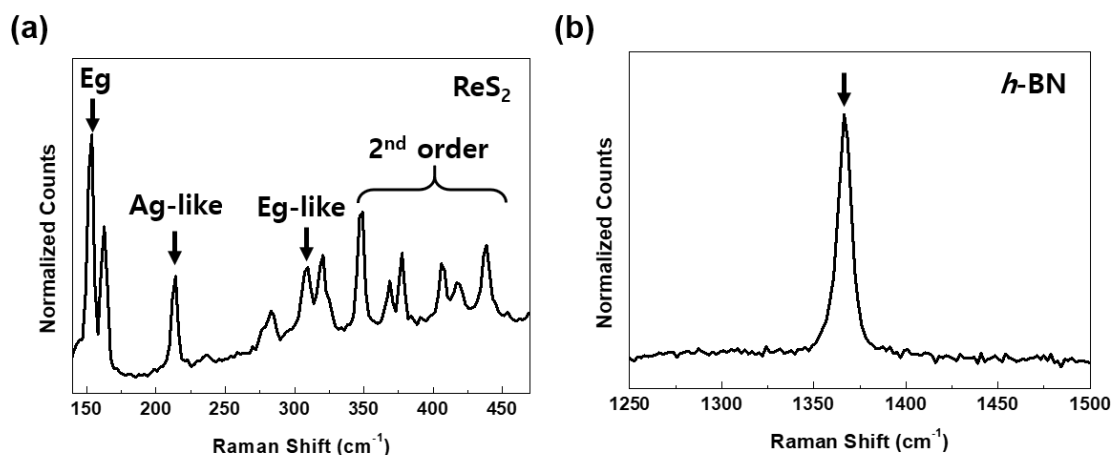 (a)
Eg
ReS₂
2ⁿᵈ order
Ag-like
Eg-like
Normalized Counts
150 200 250 300 350 400 450
Raman Shift (cm⁻¹)
(b)
h-BN
Normalized Counts
1250 1300 1350 1400 1450 1500
Raman Shift (cm⁻¹)